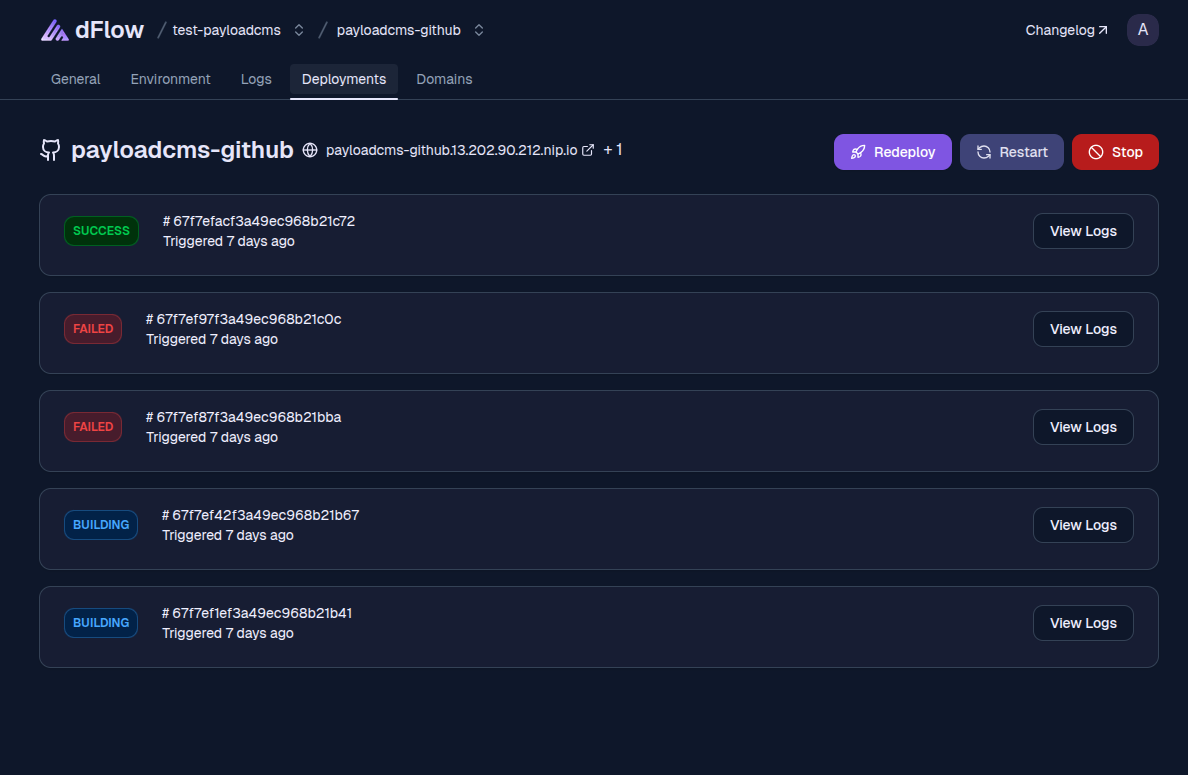 dFlow / test-payloadcms / payloadcms-github Changelog A
General Environment Logs Deployments Domains
payloadcms-github payloadcms-github.13.202.90.212.nip.io + 1 Redeploy Restart Stop
SUCCESS # 67f7efacf3a49ec968b21c72 View Logs
Triggered 7 days ago
FAILED # 67f7ef97f3a49ec968b21c0c View Logs
Triggered 7 days ago
FAILED # 67f7ef87f3a49ec968b21bba View Logs
Triggered 7 days ago
BUILDING # 67f7ef42f3a49ec968b21b67 View Logs
Triggered 7 days ago
BUILDING # 67f7ef1ef3a49ec968b21b41 View Logs
Triggered 7 days ago